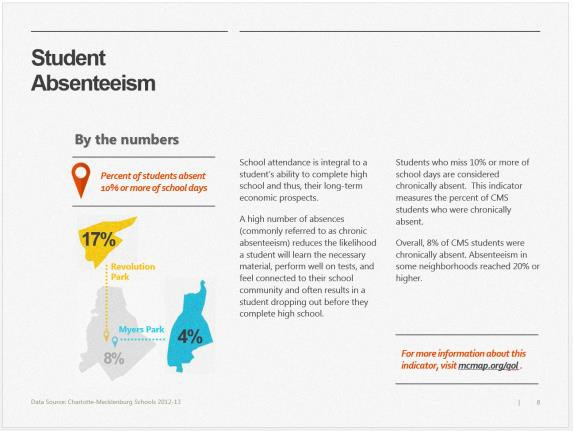 Student
Absenteeism
By the numbers
Percent of students absent
10% or more of school days
17%
Revolution
Park
Myers Park
4%
8%
School attendance is integral to a
student's ability to complete high
school and thus, their long-term
economic prospects.
A high number of absences
(commonly referred to as chronic
absenteeism) reduces the likelihood
a student will learn the necessary
material, perform well on tests, and
feel connected to their school
community and often results in a
student dropping out before they
complete high school.
Students who miss 10% or more of
school days are considered
chronically absent. This indicator
measures the percent of CMS
students who were chronically
absent.
Overall, 8% of CMS students were
chronically absent. Absenteeism in
some neighborhoods reached 20% or
higher.
For more information about this
indicator, visit mcmap.org/qol.
Data Source: Charlotte-Mecklenburg Schools 2012-13
| 8